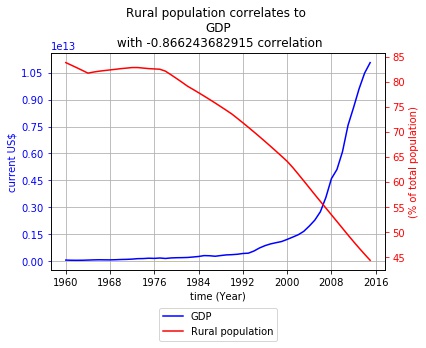 Rural population correlates to
GDP
with -0.866243682915 correlation
1e13
1.05
0.90
0.75
0.60
0.45
0.30
0.15
0.00
current US$
85
80
75
70
65
60
55
50
45
(% of total population)
1960 1968 1976 1984 1992 2000 2008 2016
time (Year)
GDP
Rural population